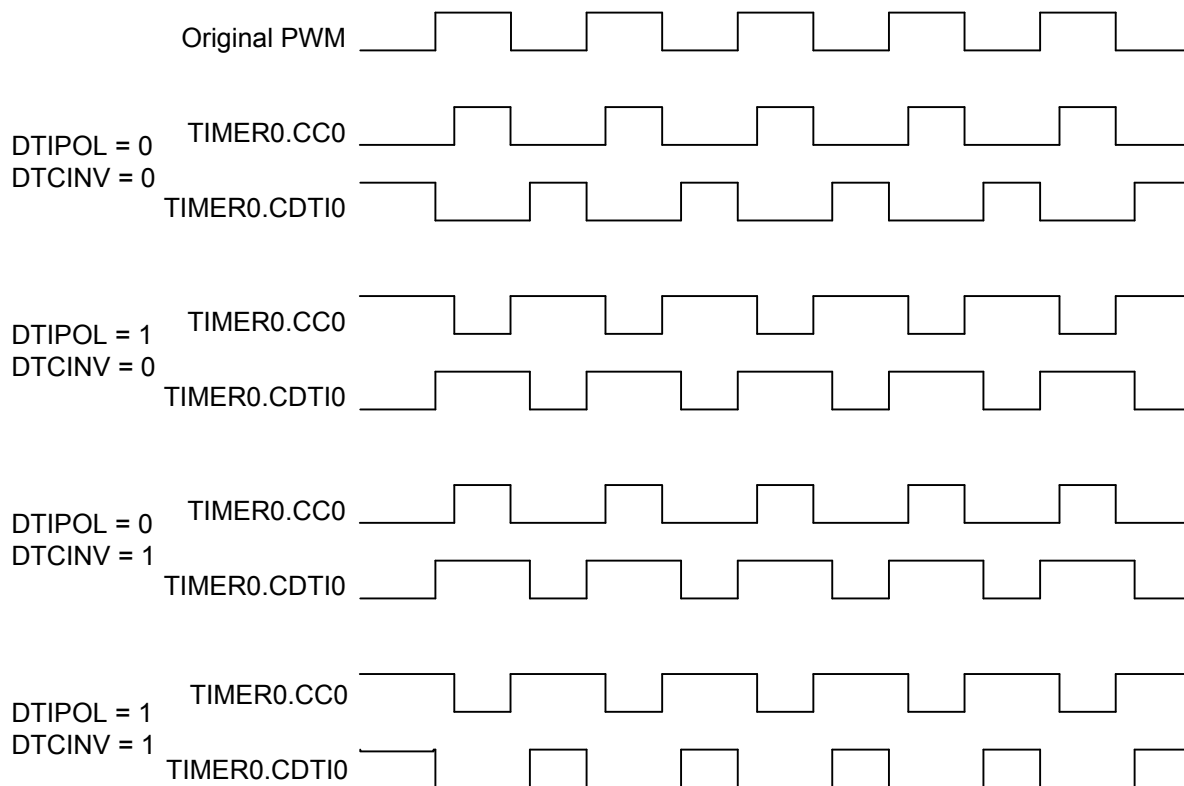 Original PWM
TIMER0.CC0
DTIPOL = 0
DTCINV = 0
TIMER0.CDTI0
TIMER0.CC0
DTIPOL = 1
DTCINV = 0
TIMER0.CDTI0
TIMER0.CC0
DTIPOL = 0
DTCINV = 1
TIMER0.CDTI0
TIMER0.CC0
DTIPOL = 1
DTCINV = 1
TIMER0.CDTI0